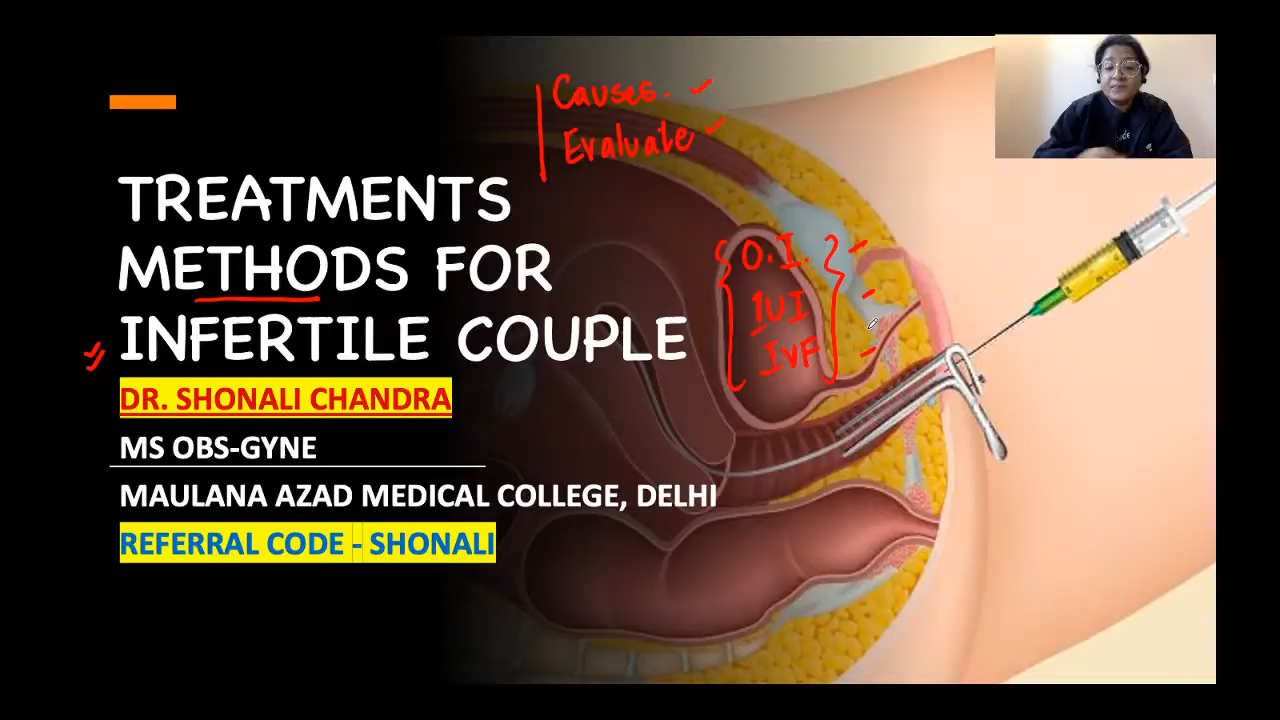 Causes.
Evaluate
TREATMENTS
METHODS FOR
INFERTILE COUPLE
O.I.
IUI
IVF
DR. SHONALI CHANDRA
MS OBS-GYNE
MAULANA AZAD MEDICAL COLLEGE, DELHI
REFERRAL CODE - SHONALI